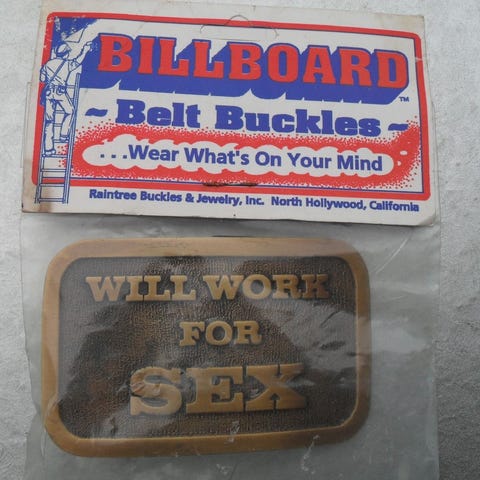 BILLBOARD
TM
~ Belt Buckles ~
...Wear What's On Your Mind
Raintree Buckles & Jewelry, Inc. North Hollywood, California
WILL WORK
FOR
SEX